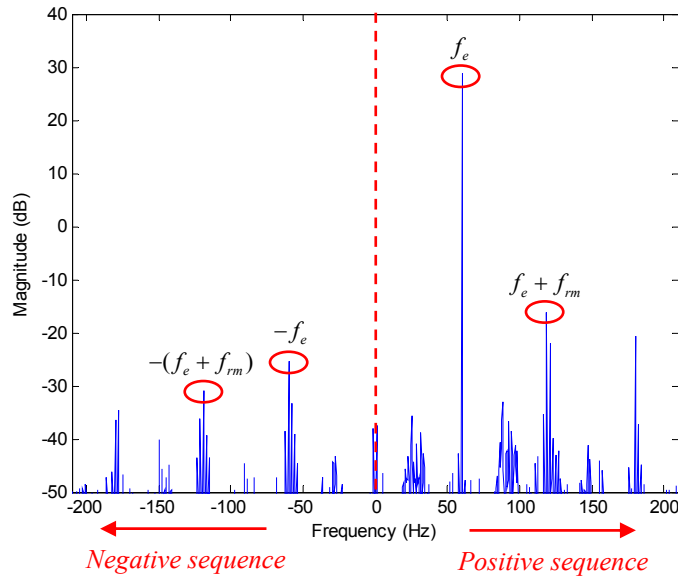 40
30
20
10
0
-10
-20
-30
-40
-50
Magnitude (dB)
f_e
f_e + f_rm
-f_e
-(f_e + f_rm)
-200 -150 -100 -50 0 50 100 150 200
Frequency (Hz)
Negative sequence
Positive sequence